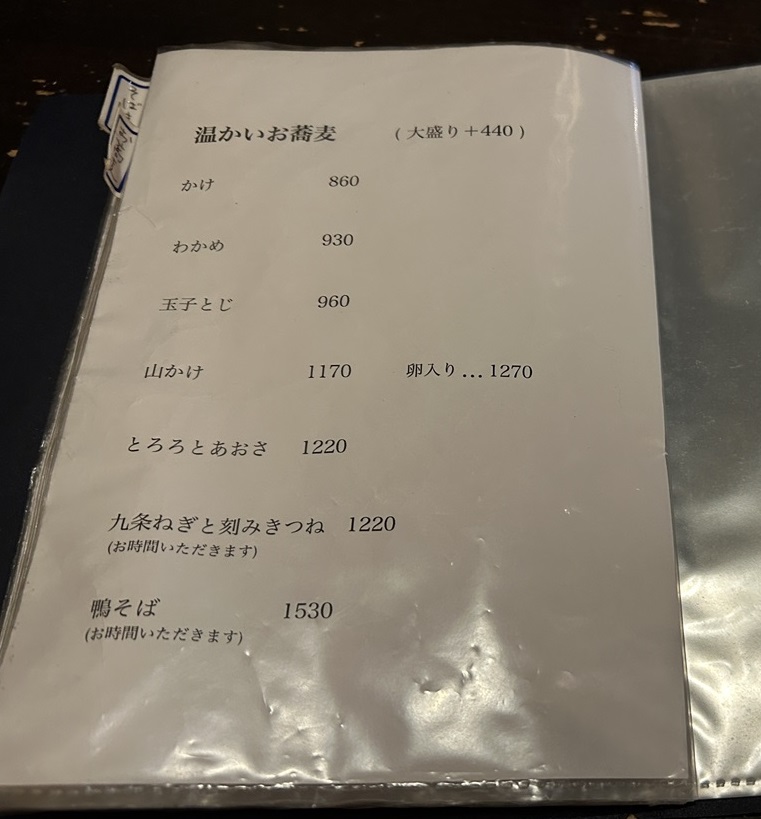 温かいお蕎麦 (大盛り+440)
かけ 860
わかめ 930
玉子とじ 960
山かけ 1170 卵入り...1270
とろろとあおさ 1220
九条ねぎと刻みきつね 1220
(お時間いただきます)
鴨そば 1530
(お時間いただきます)